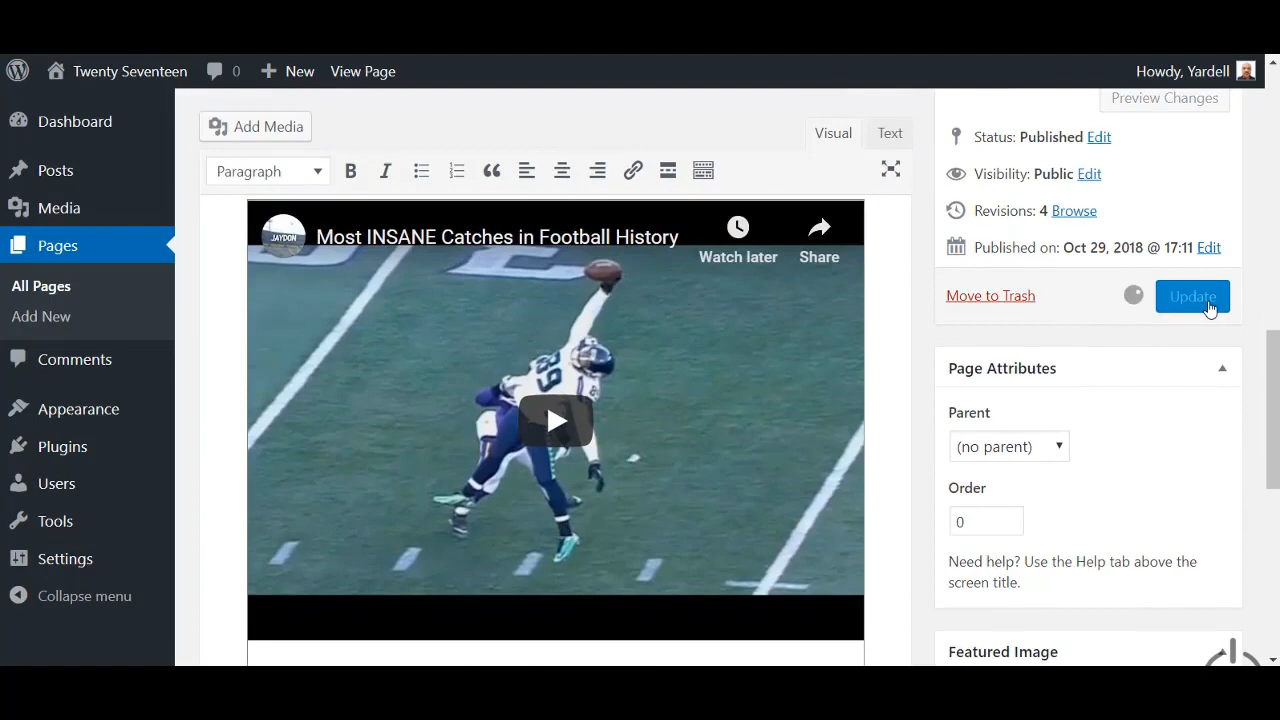 Twenty Seventeen
0
New
View Page
Howdy, Yardell
Dashboard
Posts
Media
Pages
All Pages
Add New
Comments
Appearance
Plugins
Users
Tools
Settings
Collapse menu
Add Media
Visual
Text
Paragraph
B
I
JAYDON
Most INSANE Catches in Football History
Watch later
Share
89
Preview Changes
Status: Published Edit
Visibility: Public Edit
Revisions: 4 Browse
Published on: Oct 29, 2018 @ 17:11 Edit
Move to Trash
Update
Page Attributes
Parent
(no parent)
Order
0
Need help? Use the Help tab above the
screen title.
Featured Image